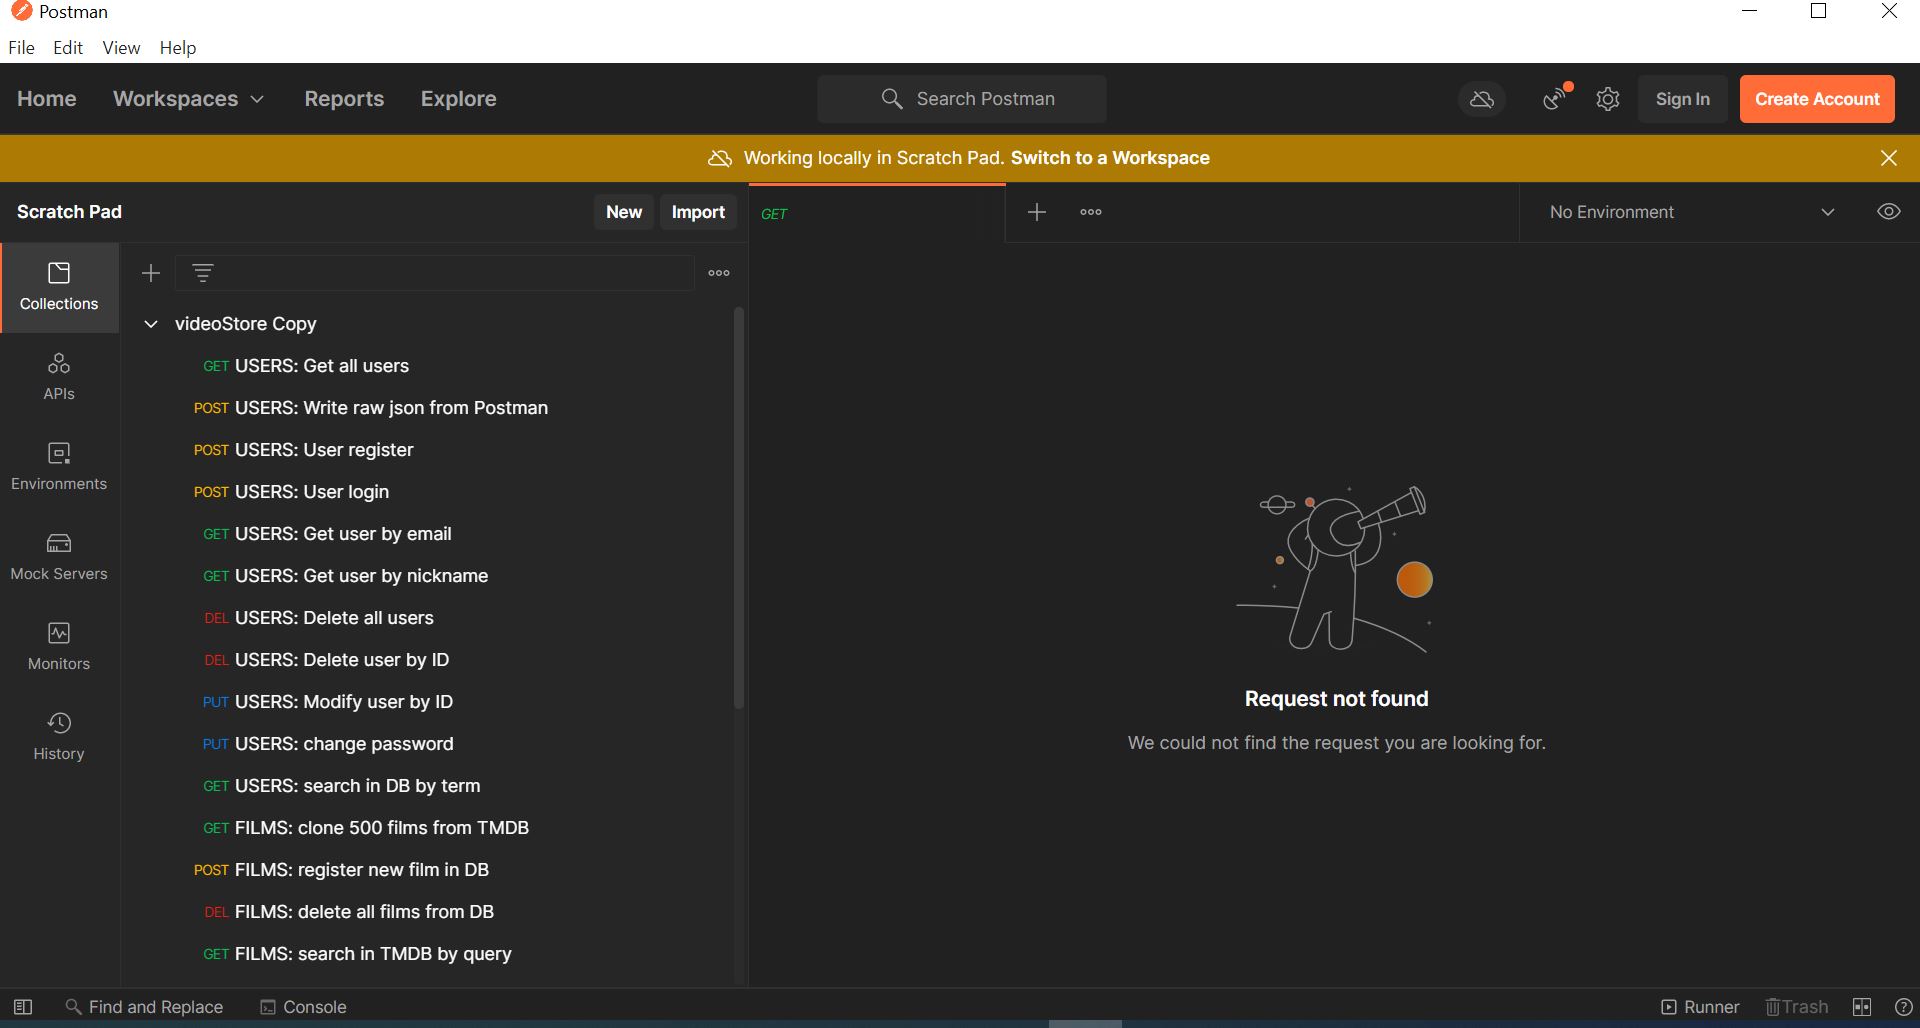 Postman
File Edit View Help
Home Workspaces Reports Explore Search Postman Sign In Create Account
Working locally in Scratch Pad. Switch to a Workspace
Scratch Pad New Import GET No Environment
Collections
APIs
Environments
Mock Servers
Monitors
History
videoStore Copy
GET USERS: Get all users
POST USERS: Write raw json from Postman
POST USERS: User register
POST USERS: User login
GET USERS: Get user by email
GET USERS: Get user by nickname
DEL USERS: Delete all users
DEL USERS: Delete user by ID
PUT USERS: Modify user by ID
PUT USERS: change password
GET USERS: search in DB by term
GET FILMS: clone 500 films from TMDB
POST FILMS: register new film in DB
DEL FILMS: delete all films from DB
GET FILMS: search in TMDB by query
Request not found
We could not find the request you are looking for.
Find and Replace Console Runner Trash